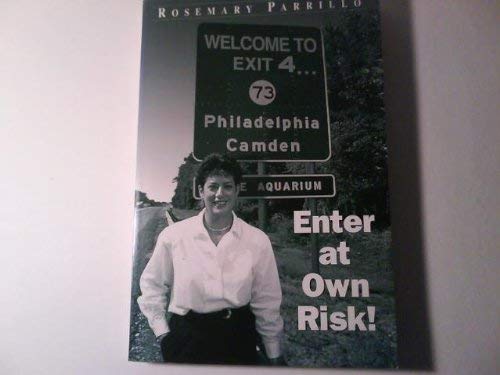 ROSEMARY PARRILLO
WELCOME TO
EXIT 4...
73
Philadelphia
Camden
E AQUARIUM
Enter
at
Own
Risk!